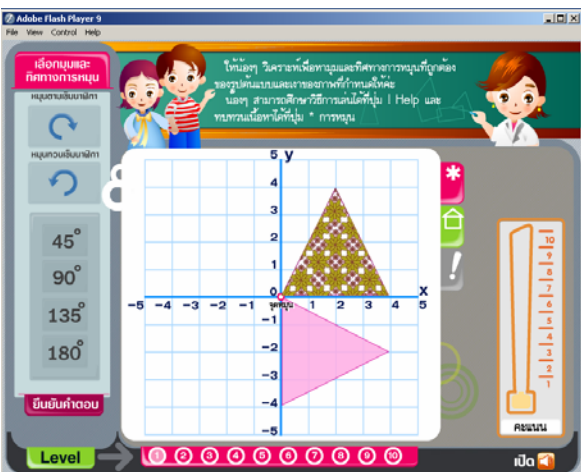 Adobe Flash Player 9
File View Control Help
เลือกมุมและ
ทิศทางการหมุน
หมุนตามเข็มนาฬิกา
หมุนทวนเข็มนาฬิกา
45°
90°
135°
180°
ยืนยันคำตอบ
ให้น้องๆ วิเคราะห์เพื่อหามุมและทิศทางการหมุนที่ถูกต้อง
ของรูปต้นแบบและเงาของภาพที่กำหนดให้ค่ะ
น้องๆ สามารถศึกษาวิธีการเล่นได้ที่ปุ่ม ! Help และ
ทบทวนเนื้อหาได้ที่ปุ่ม * การหมุน
5 y
4
3
2
1
0
-5 -4 -3 -2 -1 จุดหมุน 1 2 3 4 5 x
-1
-2
-3
-4
-5
*
!
10
9
8
7
6
5
4
3
2
1
คะแนน
Level
1 2 3 4 5 6 7 8 9 10
เปิด